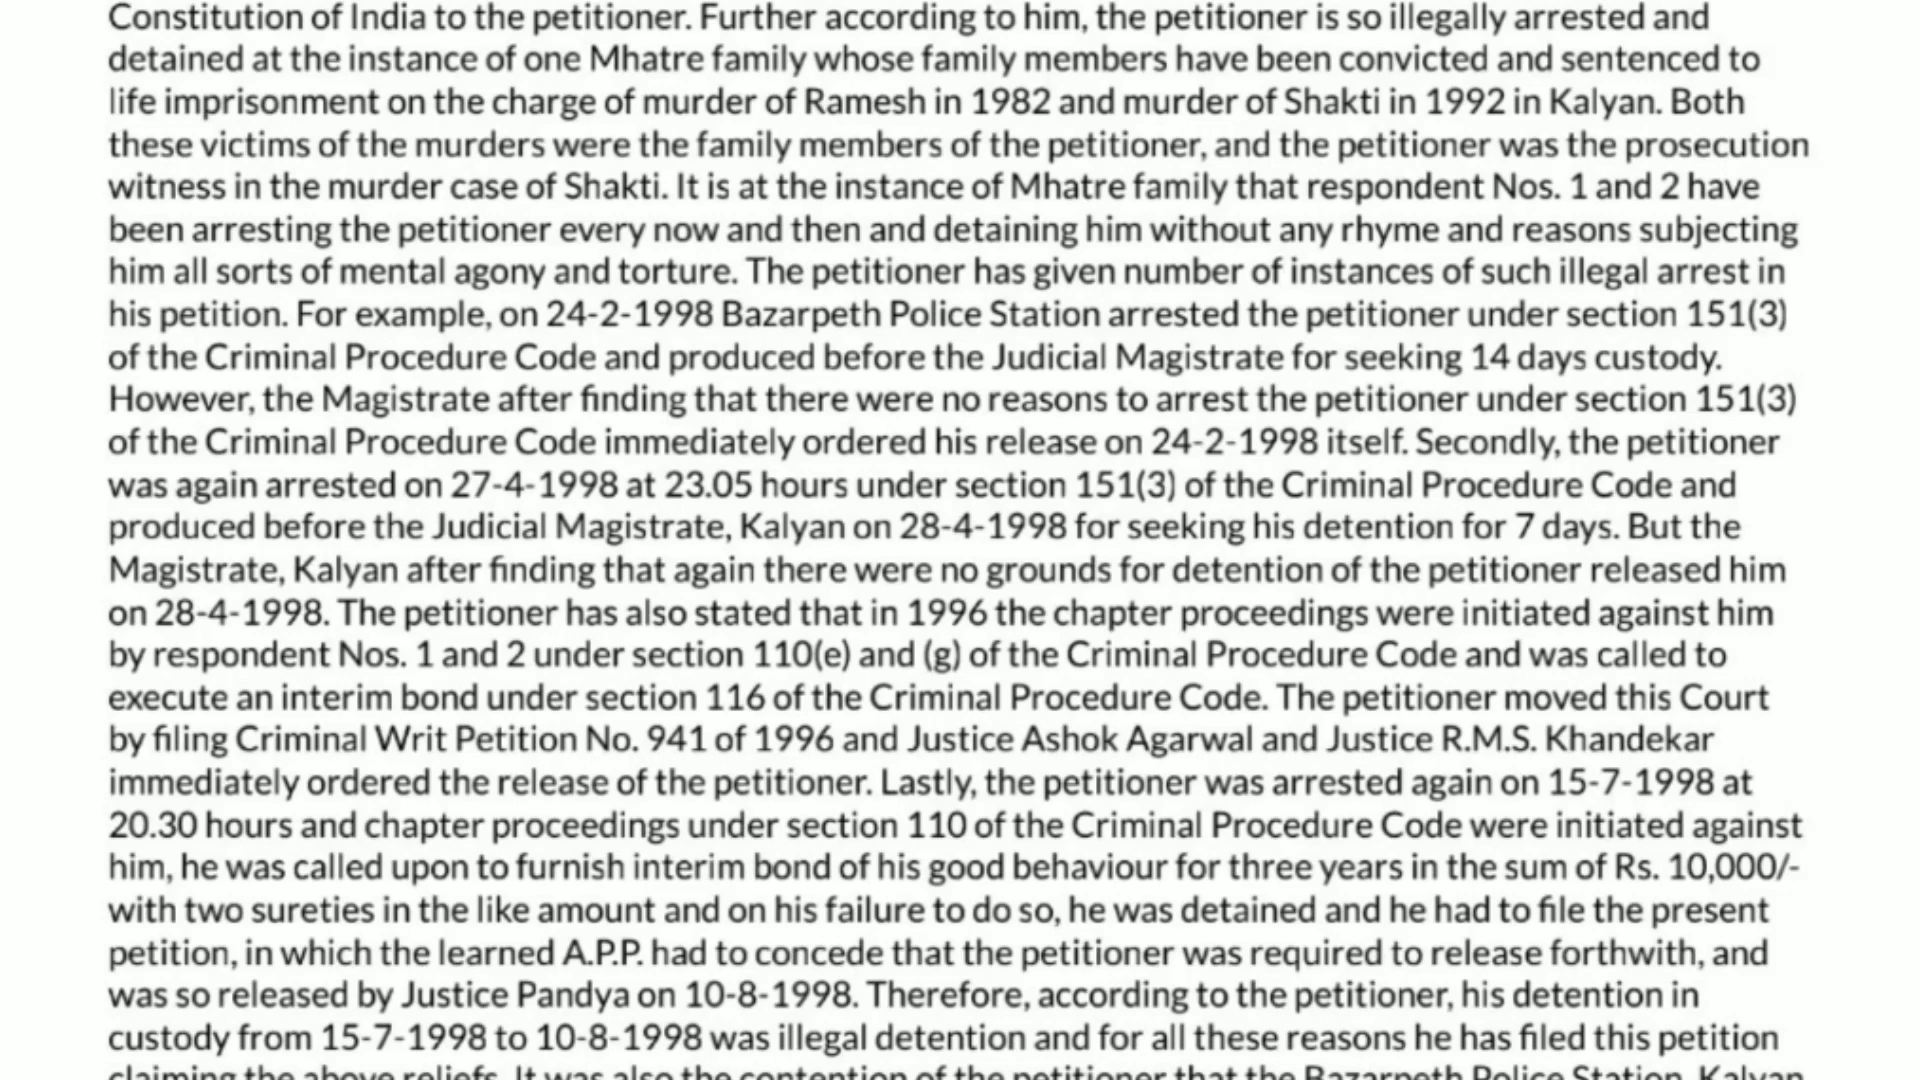 Constitution of India to the petitioner. Further according to him, the petitioner is so illegally arrested and
detained at the instance of one Mhatre family whose family members have been convicted and sentenced to
life imprisonment on the charge of murder of Ramesh in 1982 and murder of Shakti in 1992 in Kalyan. Both
these victims of the murders were the family members of the petitioner, and the petitioner was the prosecution
witness in the murder case of Shakti. It is at the instance of Mhatre family that respondent Nos. 1 and 2 have
been arresting the petitioner every now and then and detaining him without any rhyme and reasons subjecting
him all sorts of mental agony and torture. The petitioner has given number of instances of such illegal arrest in
his petition. For example, on 24-2-1998 Bazarpeth Police Station arrested the petitioner under section 151(3)
of the Criminal Procedure Code and produced before the Judicial Magistrate for seeking 14 days custody.
However, the Magistrate after finding that there were no reasons to arrest the petitioner under section 151(3)
of the Criminal Procedure Code immediately ordered his release on 24-2-1998 itself. Secondly, the petitioner
was again arrested on 27-4-1998 at 23.05 hours under section 151(3) of the Criminal Procedure Code and
produced before the Judicial Magistrate, Kalyan on 28-4-1998 for seeking his detention for 7 days. But the
Magistrate, Kalyan after finding that again there were no grounds for detention of the petitioner released him
on 28-4-1998. The petitioner has also stated that in 1996 the chapter proceedings were initiated against him
by respondent Nos. 1 and 2 under section 110(e) and (g) of the Criminal Procedure Code and was called to
execute an interim bond under section 116 of the Criminal Procedure Code. The petitioner moved this Court
by filing Criminal Writ Petition No. 941 of 1996 and Justice Ashok Agarwal and Justice R.M.S. Khandekar
immediately ordered the release of the petitioner. Lastly, the petitioner was arrested again on 15-7-1998 at
20.30 hours and chapter proceedings under section 110 of the Criminal Procedure Code were initiated against
him, he was called upon to furnish interim bond of his good behaviour for three years in the sum of Rs. 10,000/-
with two sureties in the like amount and on his failure to do so, he was detained and he had to file the present
petition, in which the learned A.P.P. had to concede that the petitioner was required to release forthwith, and
was so released by Justice Pandya on 10-8-1998. Therefore, according to the petitioner, his detention in
custody from 15-7-1998 to 10-8-1998 was illegal detention and for all these reasons he has filed this petition
claiming the above reliefs. It was also the contention of the petitioner that the Bazarpeth Police Station, Kalyan